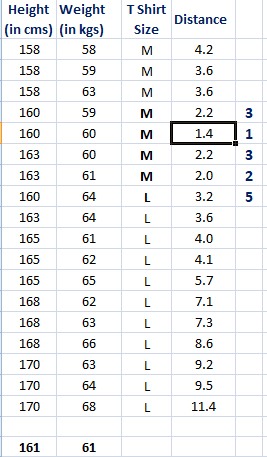 Height (in cms) Weight (in kgs) T Shirt Size Distance
158 58 M 4.2
158 59 M 3.6
158 63 M 3.6
160 59 M 2.2 3
160 60 M 1.4 1
163 60 M 2.2 3
163 61 M 2.0 2
160 64 L 3.2 5
163 64 L 3.6
165 61 L 4.0
165 62 L 4.1
165 65 L 5.7
168 62 L 7.1
168 63 L 7.3
168 66 L 8.6
170 63 L 9.2
170 64 L 9.5
170 68 L 11.4
161 61